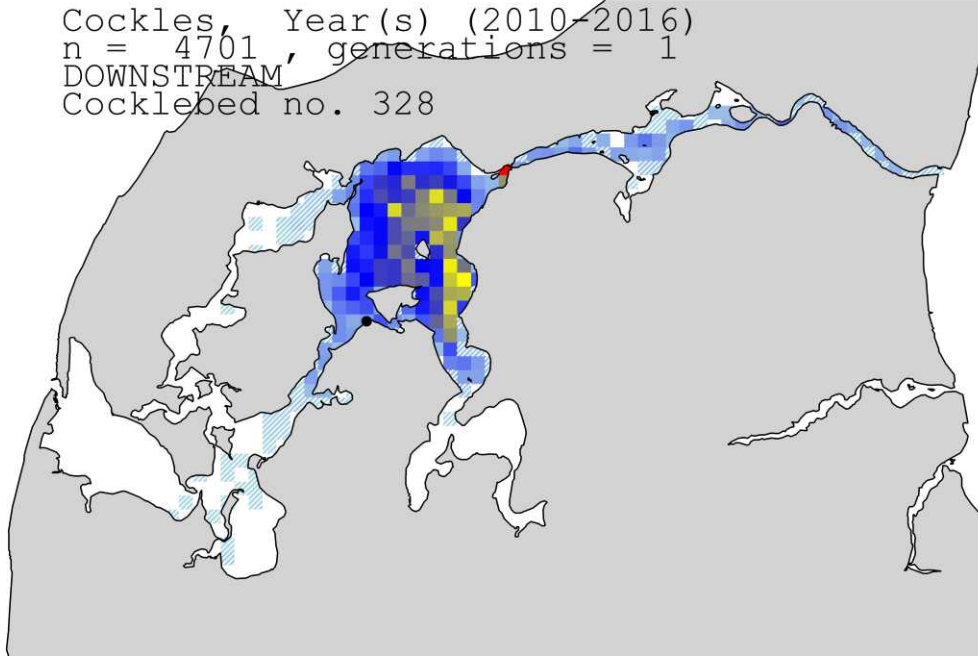 Cockles, Year(s) (2010-2016)
n = 4701 , generations = 1
DOWNSTREAM
Cocklebed no. 328